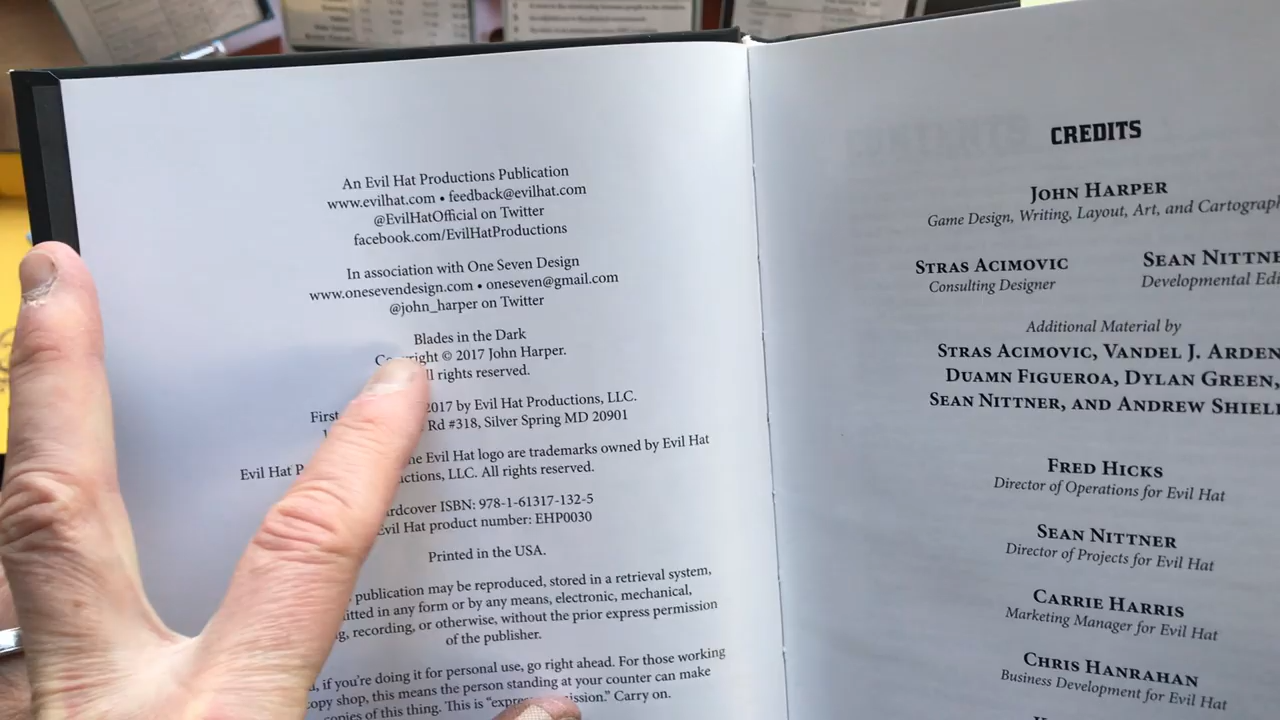 An Evil Hat Productions Publication
www.evilhat.com • feedback@evilhat.com
@EvilHatOfficial on Twitter
facebook.com/EvilHatProductions
In association with One Seven Design
www.onesevendesign.com • oneseven@gmail.com
@john_harper on Twitter
Blades in the Dark
Copyright © 2017 John Harper.
ll rights reserved.
First 2017 by Evil Hat Productions, LLC.
Rd #318, Silver Spring MD 20901
Evil Hat P he Evil Hat logo are trademarks owned by Evil Hat
uctions, LLC. All rights reserved.
rdcover ISBN: 978-1-61317-132-5
Evil Hat product number: EHP0030
Printed in the USA.
publication may be reproduced, stored in a retrieval system,
itted in any form or by any means, electronic, mechanical,
g, recording, or otherwise, without the prior express permission
of the publisher.
, if you're doing it for personal use, go right ahead. For those working
opy shop, this means the person standing at your counter can make
copies of this thing. This is "expre ission." Carry on.
CREDITS
JOHN HARPER
Game Design, Writing, Layout, Art, and Cartograph
STRAS ACIMOVIC
Consulting Designer
SEAN NITTNE
Developmental Edi
Additional Material by
STRAS ACIMOVIC, VANDEL J. ARDEN
DUAMN FIGUEROA, DYLAN GREEN,
SEAN NITTNER, AND ANDREW SHIEL
FRED HICKS
Director of Operations for Evil Hat
SEAN NITTNER
Director of Projects for Evil Hat
CARRIE HARRIS
Marketing Manager for Evil Hat
CHRIS HANRAHAN
Business Development for Evil Hat